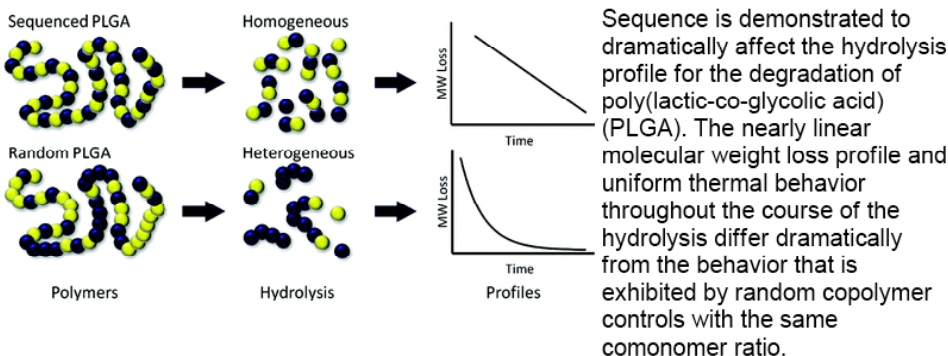 Sequenced PLGA
Homogeneous
MW Loss
Time
Random PLGA
Heterogeneous
MW Loss
Time
Polymers
Hydrolysis
Profiles
Sequence is demonstrated to
dramatically affect the hydrolysis
profile for the degradation of
poly(lactic-co-glycolic acid)
(PLGA). The nearly linear
molecular weight loss profile and
uniform thermal behavior
throughout the course of the
hydrolysis differ dramatically
from the behavior that is
exhibited by random copolymer
controls with the same
comonomer ratio.